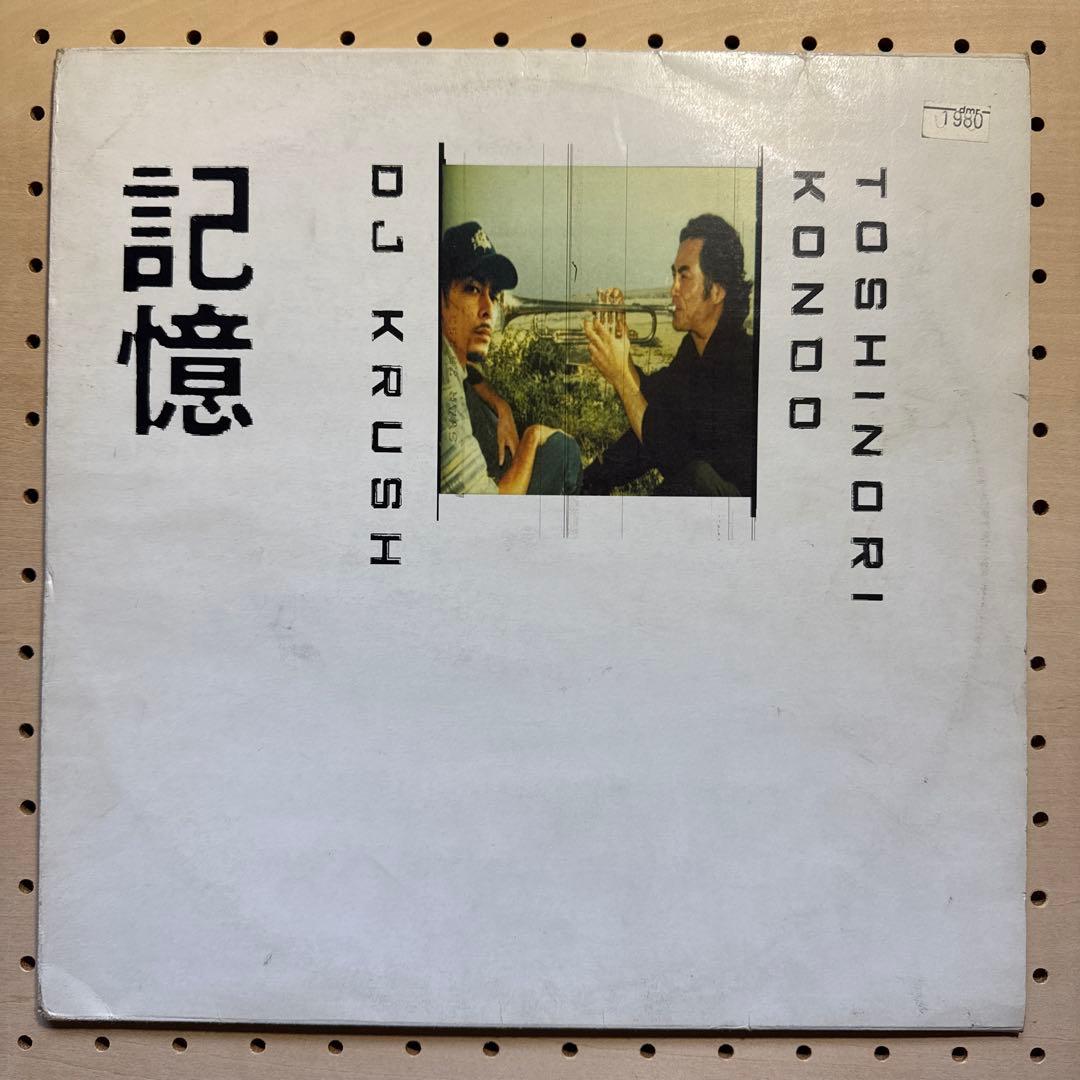 記憶
DJ KRUSH
TOSHINORI
KONDO
dmr
1980